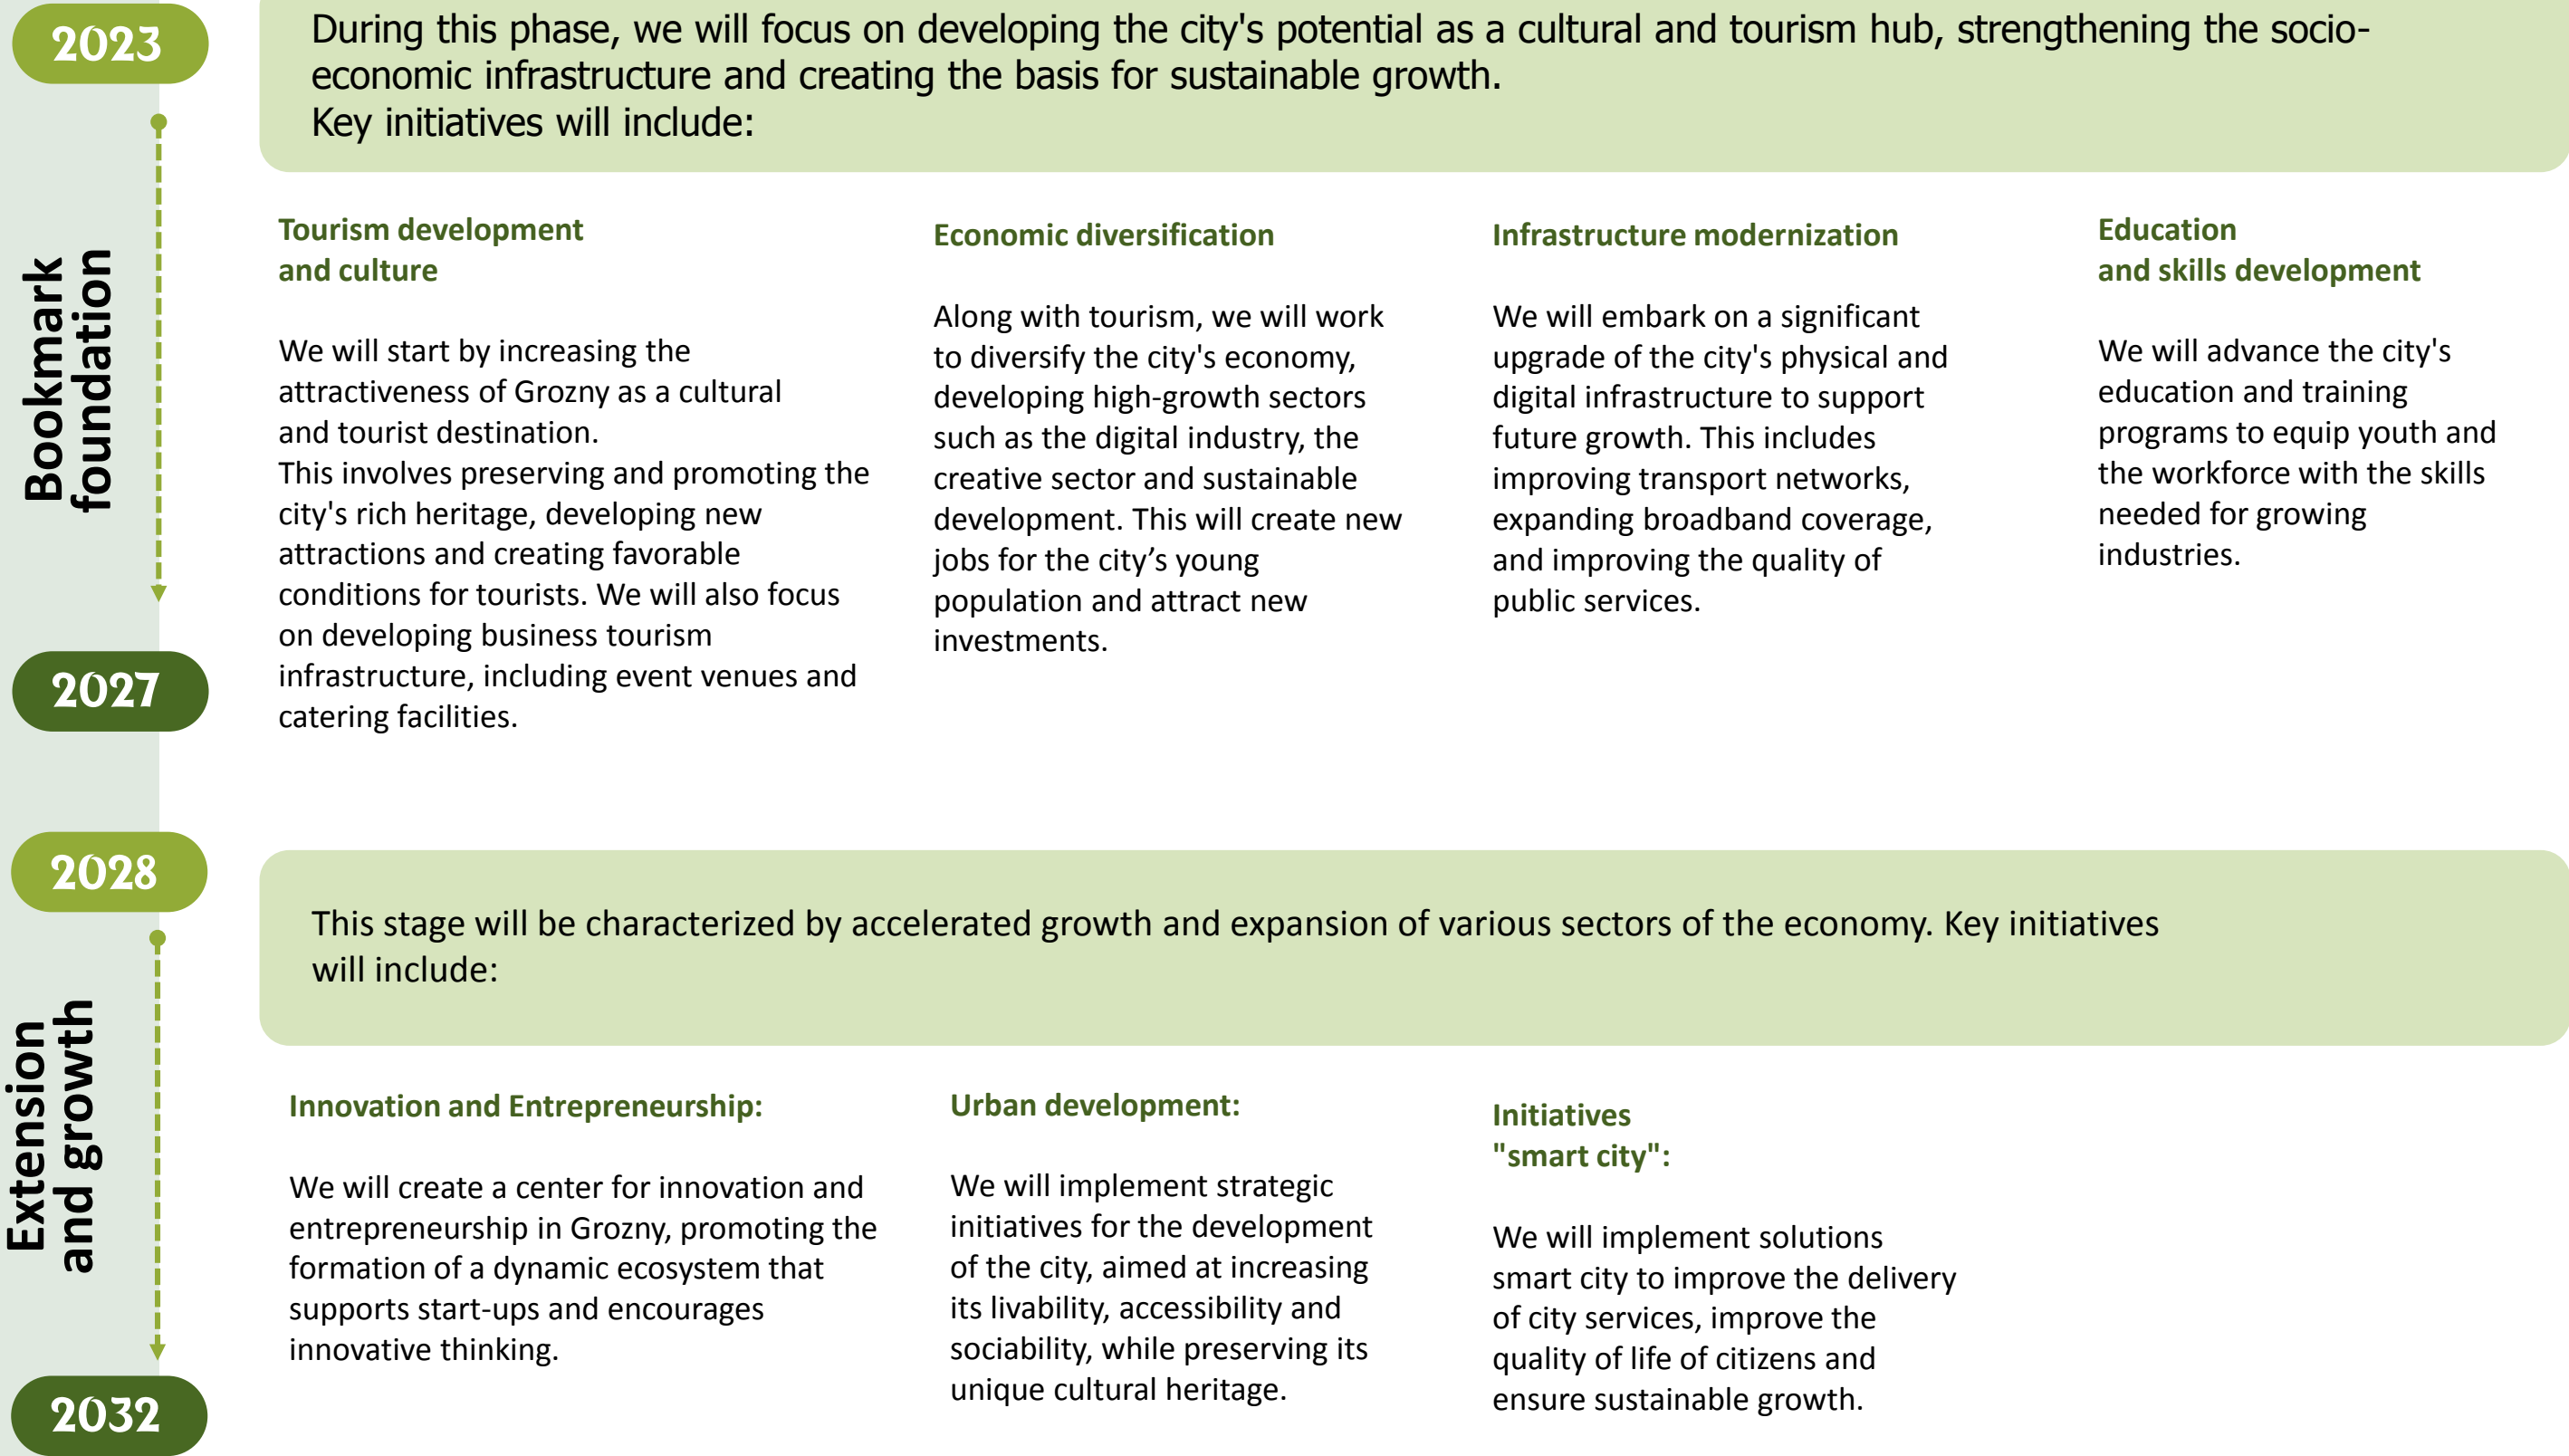 2023
During this phase, we will focus on developing the city's potential as a cultural and tourism hub, strengthening the socio-
economic infrastructure and creating the basis for sustainable growth.
Key initiatives will include:
Bookmark
foundation
Tourism development
and culture
We will start by increasing the
attractiveness of Grozny as a cultural
and tourist destination.
This involves preserving and promoting the
city's rich heritage, developing new
attractions and creating favorable
conditions for tourists. We will also focus
on developing business tourism
infrastructure, including event venues and
catering facilities.
Economic diversification
Along with tourism, we will work
to diversify the city's economy,
developing high-growth sectors
such as the digital industry, the
creative sector and sustainable
development. This will create new
jobs for the city’s young
population and attract new
investments.
Infrastructure modernization
We will embark on a significant
upgrade of the city's physical and
digital infrastructure to support
future growth. This includes
improving transport networks,
expanding broadband coverage,
and improving the quality of
public services.
Education
and skills development
We will advance the city's
education and training
programs to equip youth and
the workforce with the skills
needed for growing
industries.
2027
2028
This stage will be characterized by accelerated growth and expansion of various sectors of the economy. Key initiatives
will include:
Extension
and growth
Innovation and Entrepreneurship:
We will create a center for innovation and
entrepreneurship in Grozny, promoting the
formation of a dynamic ecosystem that
supports start-ups and encourages
innovative thinking.
Urban development:
We will implement strategic
initiatives for the development
of the city, aimed at increasing
its livability, accessibility and
sociability, while preserving its
unique cultural heritage.
Initiatives
"smart city":
We will implement solutions
smart city to improve the delivery
of city services, improve the
quality of life of citizens and
ensure sustainable growth.
2032